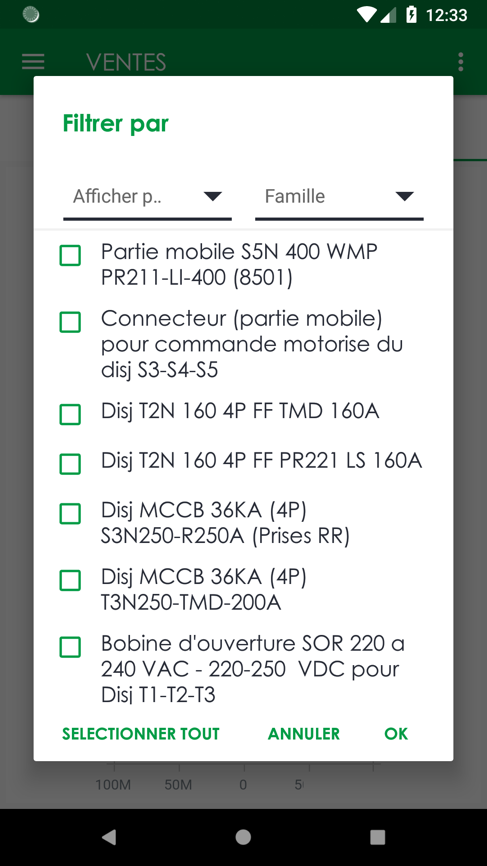 12:33
VENTES
Filtrer par
Afficher p.. Famille
Partie mobile S5N 400 WMP
PR211-LI-400 (8501)
Connecteur (partie mobile)
pour commande motorise du
disj S3-S4-S5
Disj T2N 160 4P FF TMD 160A
Disj T2N 160 4P FF PR221 LS 160A
Disj MCCB 36KA (4P)
S3N250-R250A (Prises RR)
Disj MCCB 36KA (4P)
T3N250-TMD-200A
Bobine d'ouverture SOR 220 a
240 VAC - 220-250  VDC pour
Disj T1-T2-T3
SELECTIONNER TOUT ANNULER OK
100M 50M 0